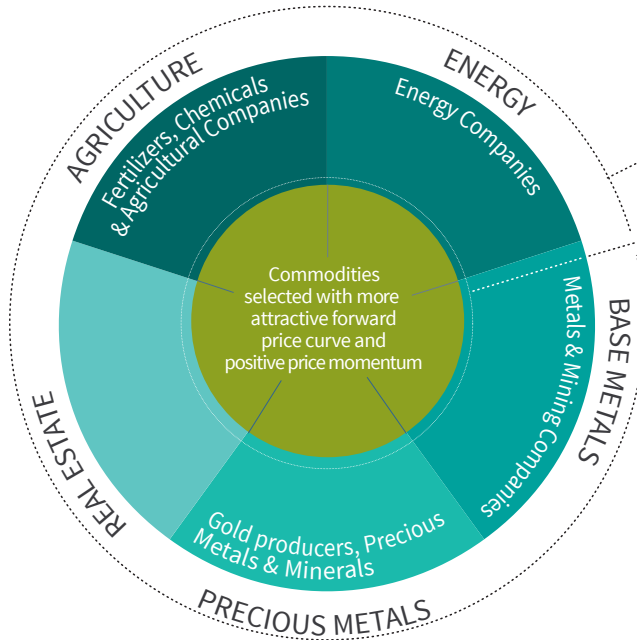 AGRICULTURE
Fertilizers, Chemicals
& Agricultural Companies
ENERGY
Energy Companies
Commodities
selected with more
attractive forward
price curve and
positive price momentum
BASE METALS
Metals & Mining Companies
REAL ESTATE
Gold producers, Precious
Metals & Minerals
PRECIOUS METALS